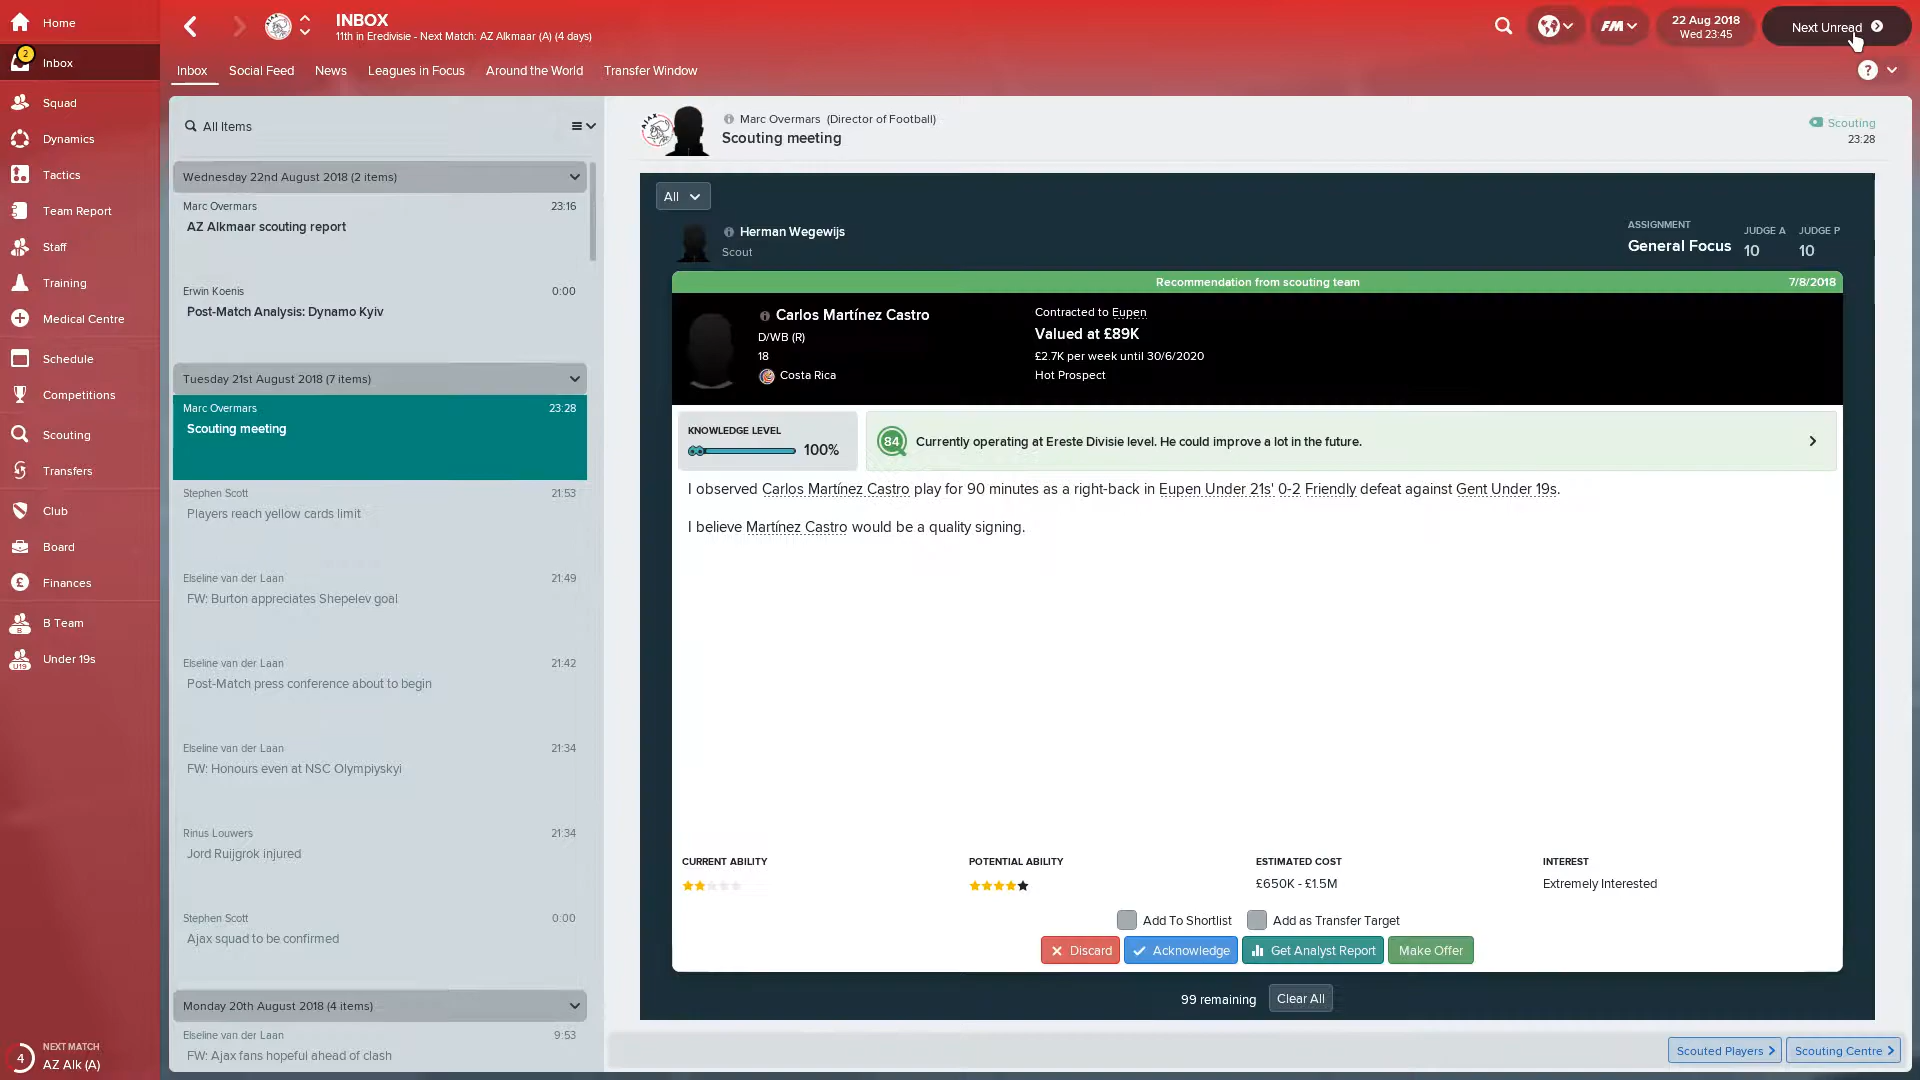 Home
2
Inbox
Squad
Dynamics
Tactics
Team Report
Staff
Training
Medical Centre
Schedule
Competitions
Scouting
Transfers
Club
Board
Finances
B
B Team
U19
Under 19s
4
NEXT MATCH
AZ Alk (A)
AJAX
INBOX
11th in Eredivisie - Next Match: AZ Alkmaar (A) (4 days)
FM
22 Aug 2018
Wed 23:45
Next Unread
Inbox
Social Feed
News
Leagues in Focus
Around the World
Transfer Window
?
All Items
Wednesday 22nd August 2018 (2 items)
Marc Overmars 23:16
AZ Alkmaar scouting report
Erwin Koenis 0:00
Post-Match Analysis: Dynamo Kyiv
Tuesday 21st August 2018 (7 items)
Marc Overmars 23:28
Scouting meeting
Stephen Scott 21:53
Players reach yellow cards limit
Elseline van der Laan 21:49
FW: Burton appreciates Shepelev goal
Elseline van der Laan 21:42
Post-Match press conference about to begin
Elseline van der Laan 21:34
FW: Honours even at NSC Olympiyskyi
Rinus Louwers 21:34
Jord Ruijgrok injured
Stephen Scott 0:00
Ajax squad to be confirmed
Monday 20th August 2018 (4 items)
Elseline van der Laan 9:53
FW: Ajax fans hopeful ahead of clash
AJAX
Marc Overmars (Director of Football)
Scouting meeting
Scouting
23:28
All
Herman Wegewijs
Scout
ASSIGNMENT
General Focus
JUDGE A
10
JUDGE P
10
Recommendation from scouting team 7/8/2018
Carlos Martínez Castro
D/WB (R)
18
Costa Rica
Contracted to Eupen
Valued at £89K
£2.7K per week until 30/6/2020
Hot Prospect
KNOWLEDGE LEVEL
100%
84
Currently operating at Ereste Divisie level. He could improve a lot in the future.
I observed Carlos Martínez Castro play for 90 minutes as a right-back in Eupen Under 21s' 0-2 Friendly defeat against Gent Under 19s.
I believe Martínez Castro would be a quality signing.
CURRENT ABILITY
POTENTIAL ABILITY
ESTIMATED COST
£650K - £1.5M
INTEREST
Extremely Interested
Add To Shortlist
Add as Transfer Target
Discard
Acknowledge
Get Analyst Report
Make Offer
99 remaining
Clear All
Scouted Players
Scouting Centre